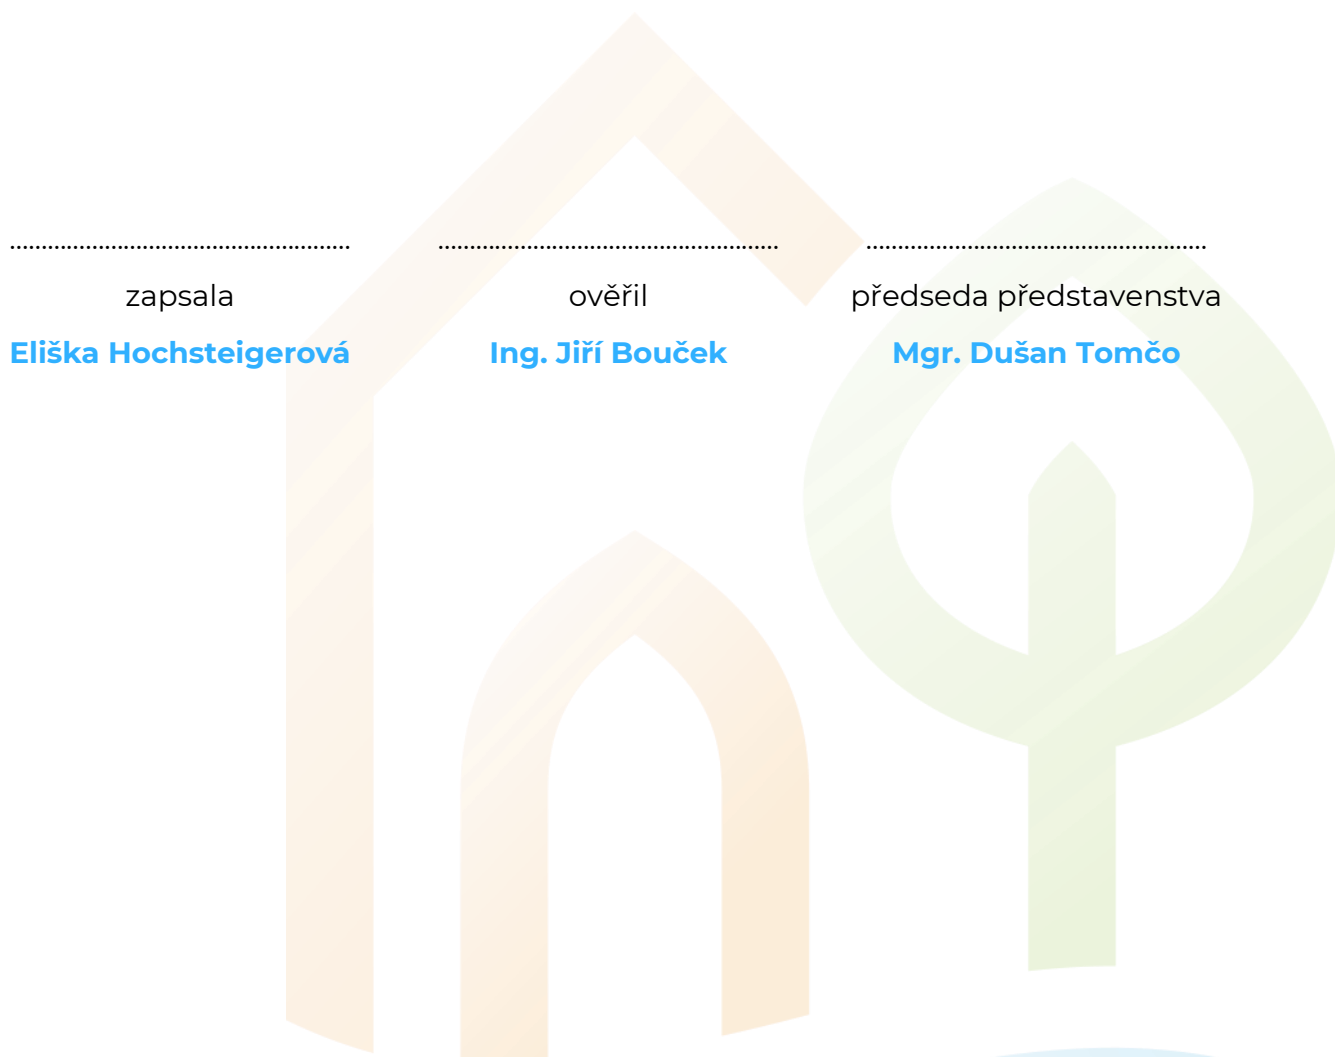 zapsala ověřil předseda představenstva
Eliška Hochsteigerová Ing. Jiří Bouček Mgr. Dušan Tomčo